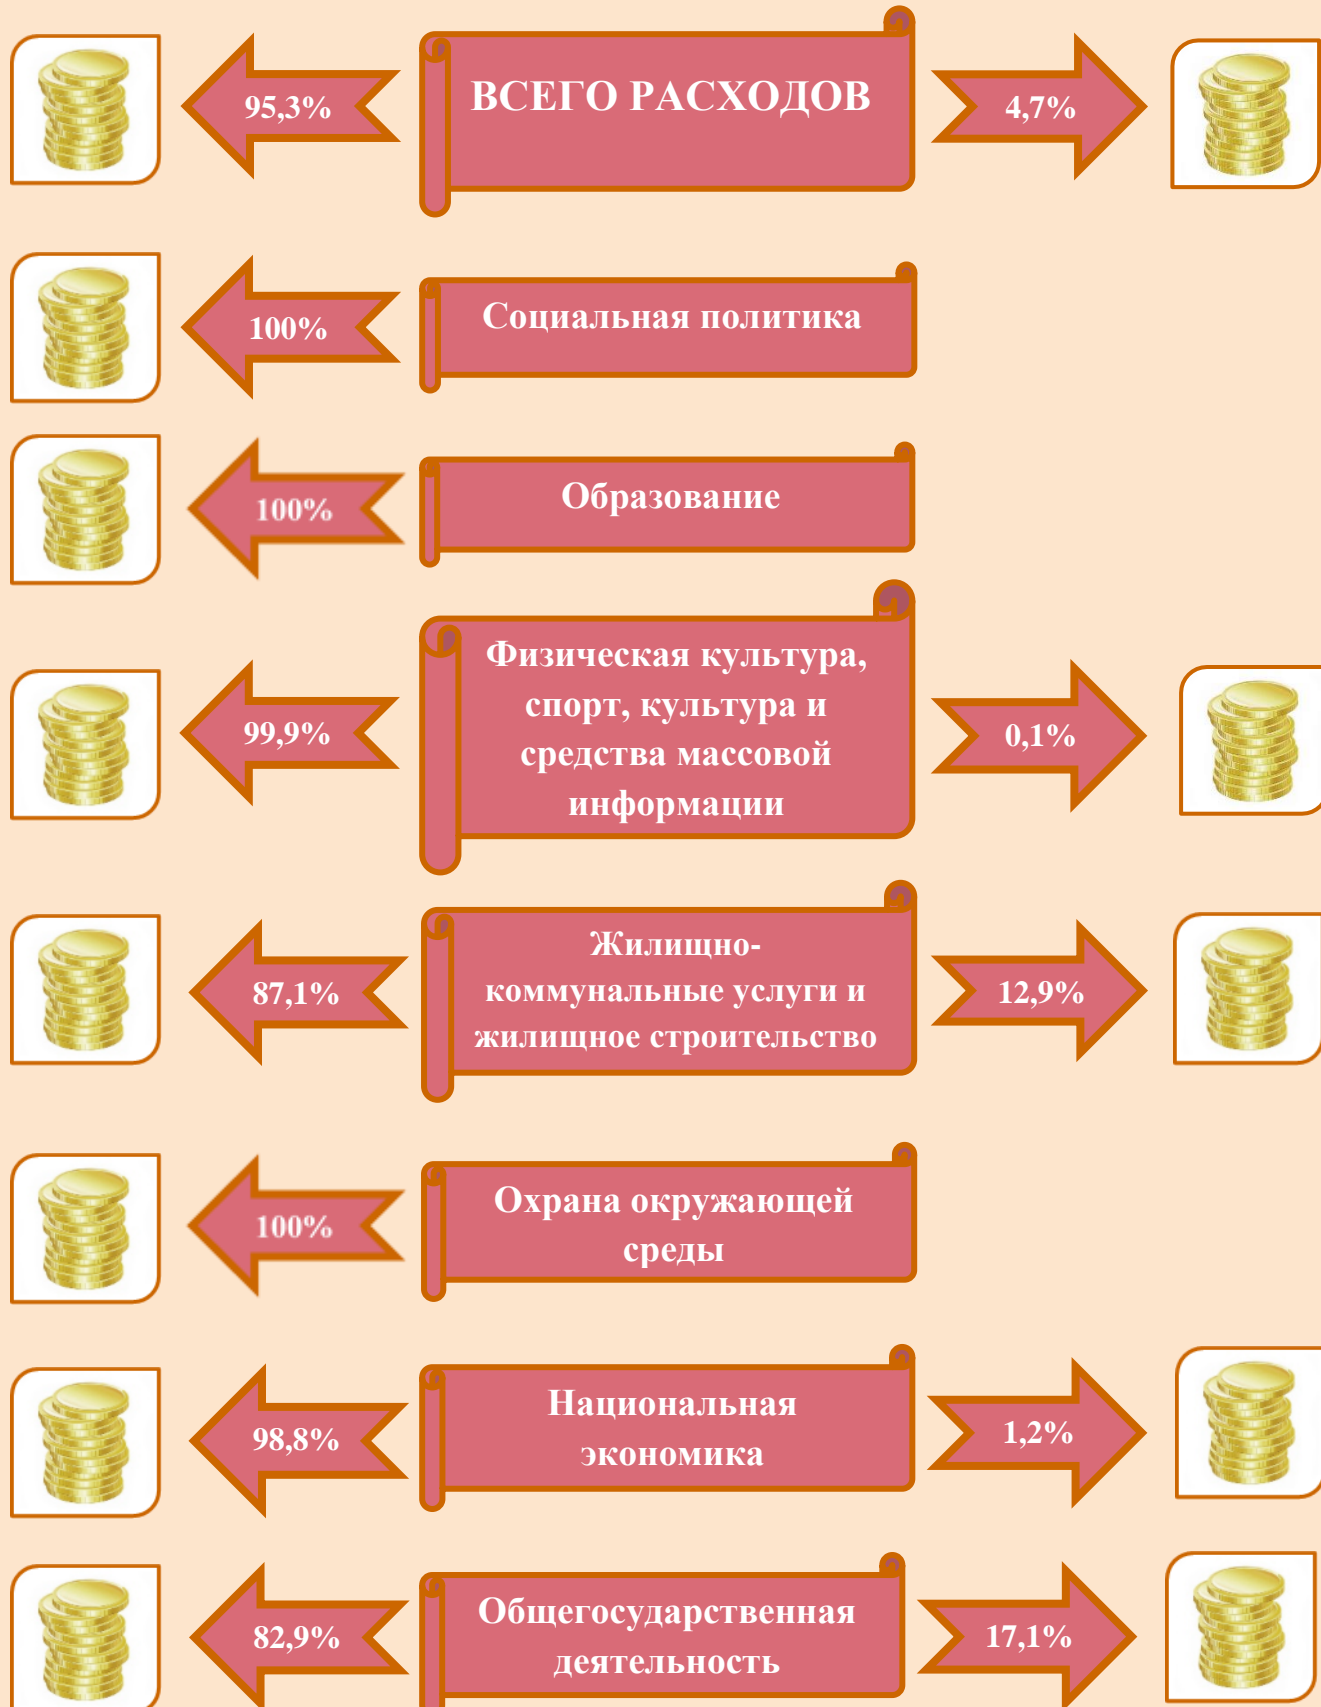 95,3%
ВСЕГО РАСХОДОВ
4,7%
100%
Социальная политика
100%
Образование
99,9%
Физическая культура,
спорт, культура и
средства массовой
информации
0,1%
87,1%
Жилищно-
коммунальные услуги и
жилищное строительство
12,9%
100%
Охрана окружающей
среды
98,8%
Национальная
экономика
1,2%
82,9%
Общегосударственная
деятельность
17,1%